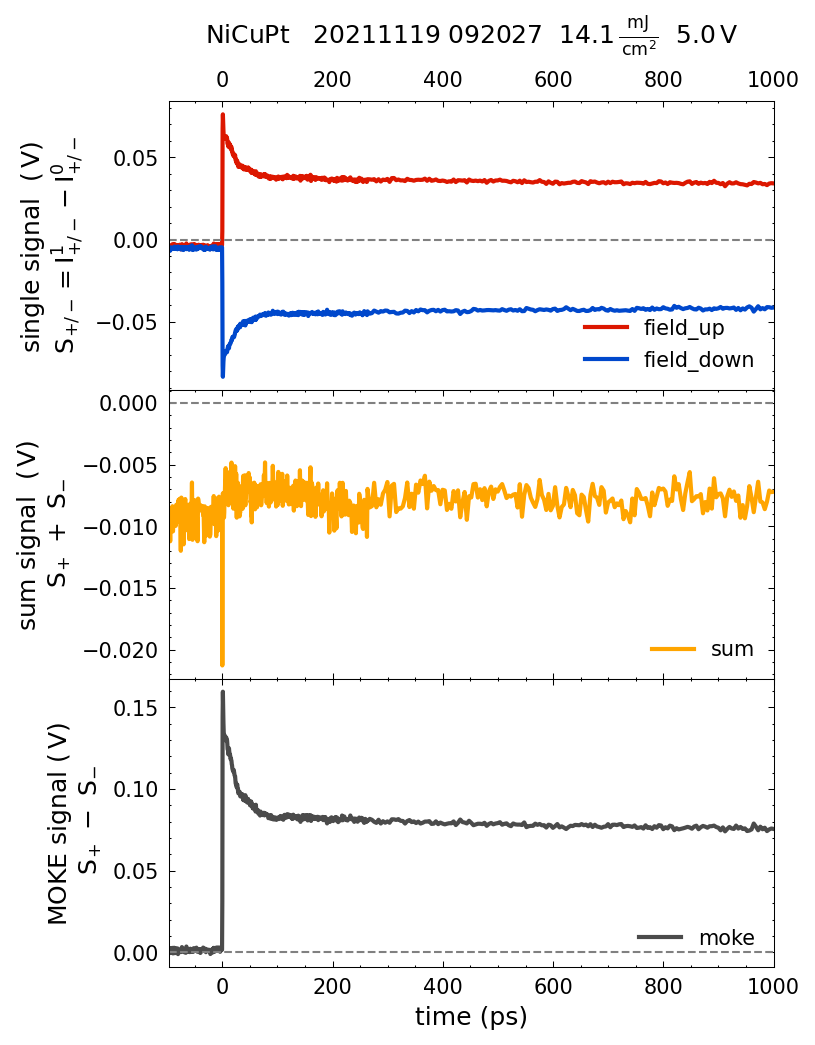 NiCuPt 20211119 092027 14.1 mJ/cm² 5.0 V
0 200 400 600 800 1000
single signal (V)
S+/− = I¹+/− − I⁰+/−
0.05
0.00
−0.05
field_up
field_down
sum signal (V)
S+ + S−
0.000
−0.005
−0.010
−0.015
−0.020
sum
MOKE signal (V)
S+ − S−
0.15
0.10
0.05
0.00
moke
0 200 400 600 800 1000
time (ps)